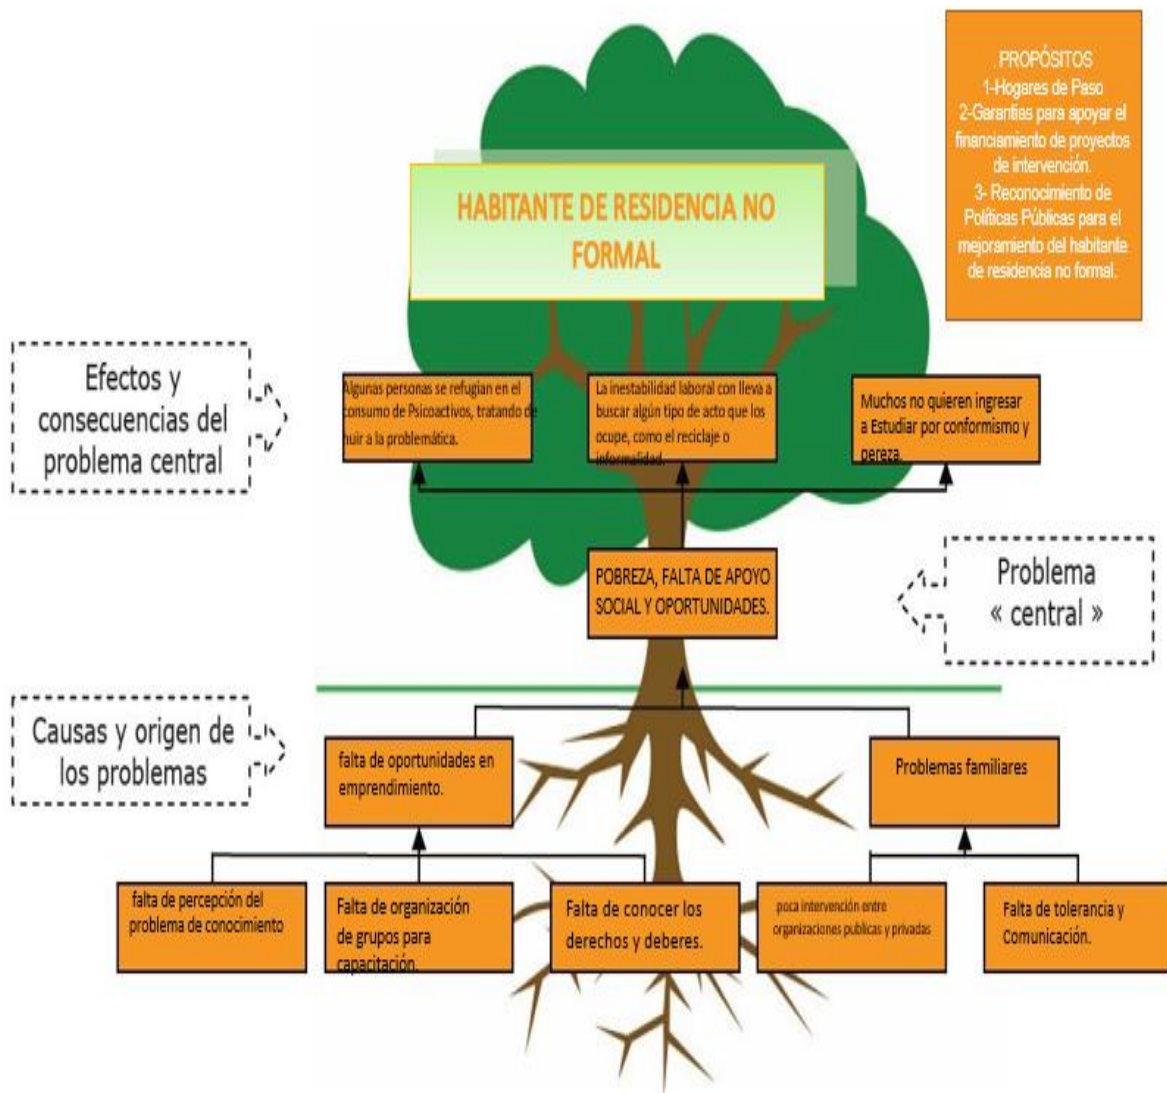 PROPÓSITOS
1-Hogares de Paso
2-Garantías para apoyar el
financiamiento de proyectos
de intervención.
3- Reconocimiento de
Políticas Públicas para el
mejoramiento del habitante
de residencia no formal.
HABITANTE DE RESIDENCIA NO
FORMAL
Efectos y
consecuencias del
problema central
Algunas personas se refugian en el
consumo de Psicoactivos, tratando de
huir a la problemática.
La inestabilidad laboral con lleva a
buscar algún tipo de acto que los
ocupe, como el reciclaje o
informalidad.
Muchos no quieren ingresar
a Estudiar por conformismo y
pereza.
POBREZA, FALTA DE APOYO
SOCIAL Y OPORTUNIDADES.
Problema
« central »
Causas y origen de
los problemas
falta de oportunidades en
emprendimiento.
Problemas familiares
falta de percepción del
problema de conocimiento
Falta de organización
de grupos para
capacitación.
Falta de conocer los
derechos y deberes.
poca intervención entre
organizaciones publicas y privadas
Falta de tolerancia y
Comunicación.